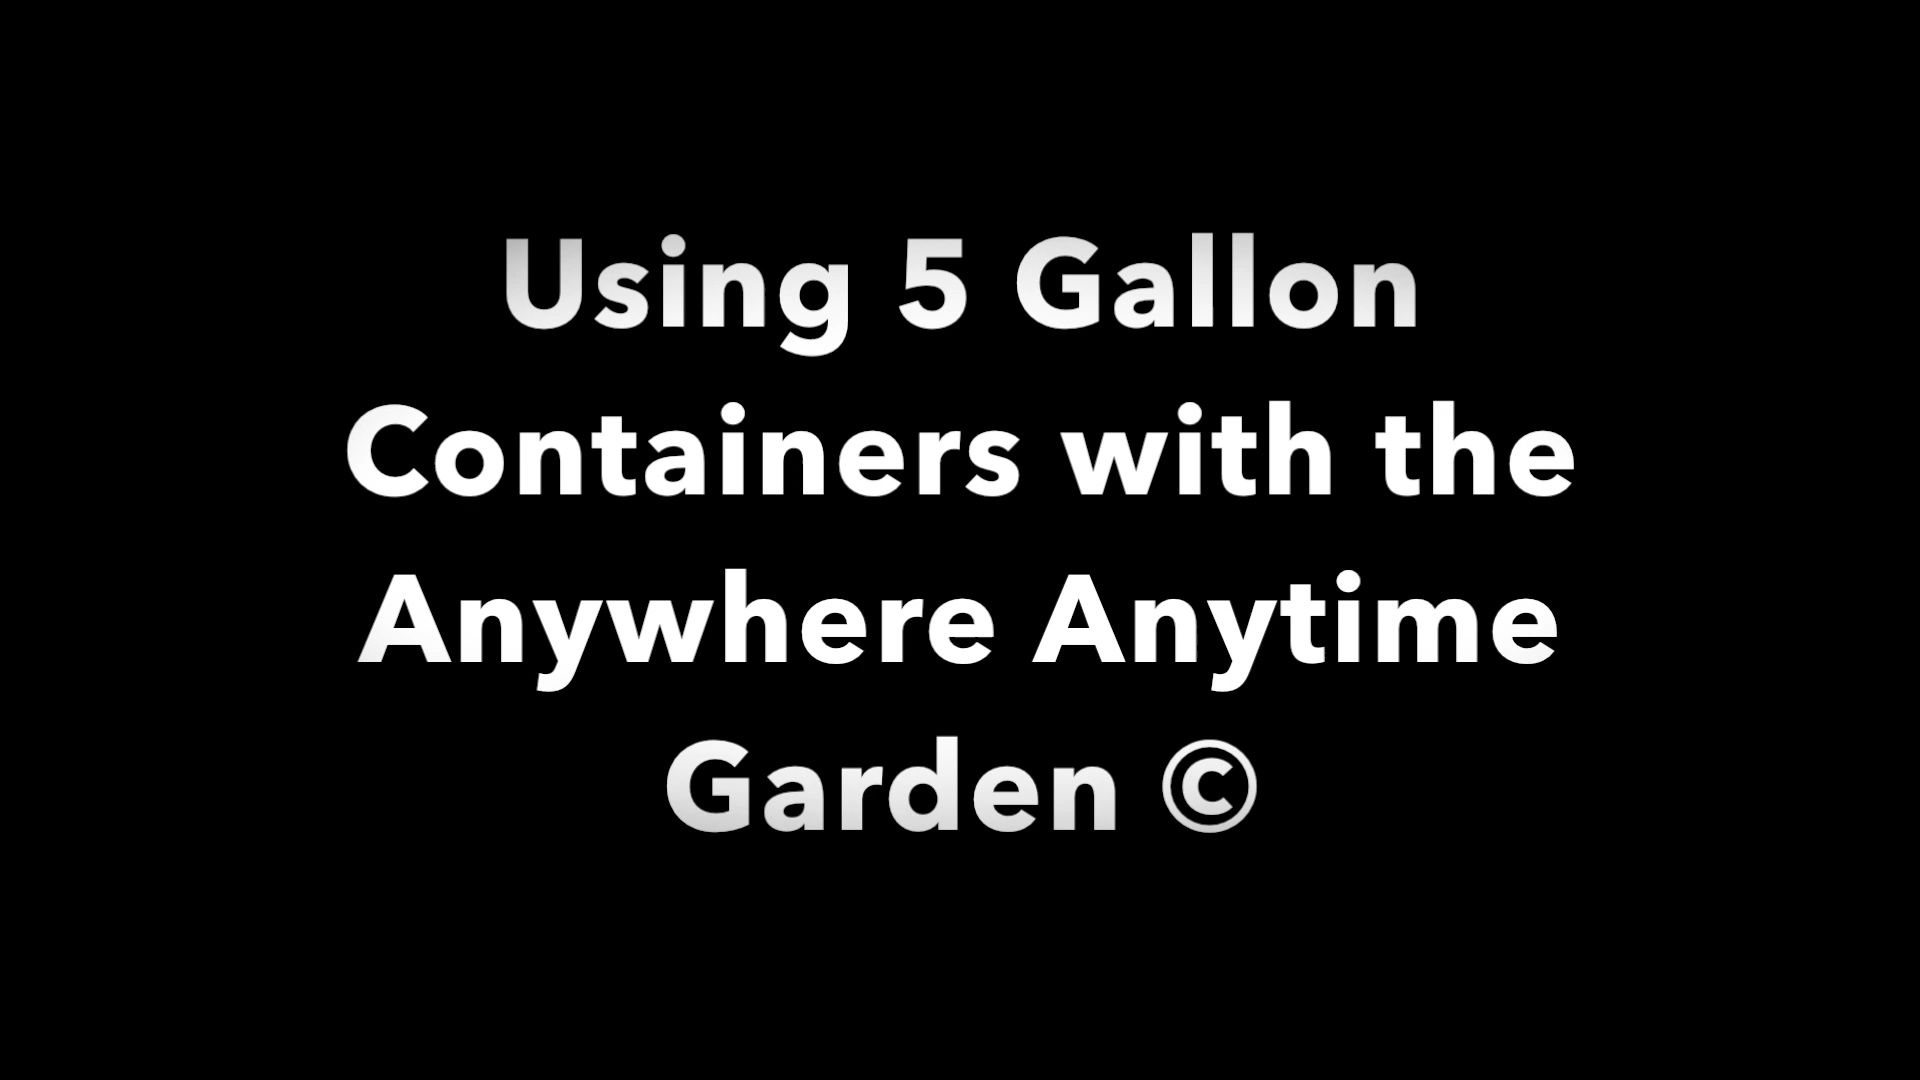 Using 5 Gallon
Containers with the
Anywhere Anytime
Garden ©